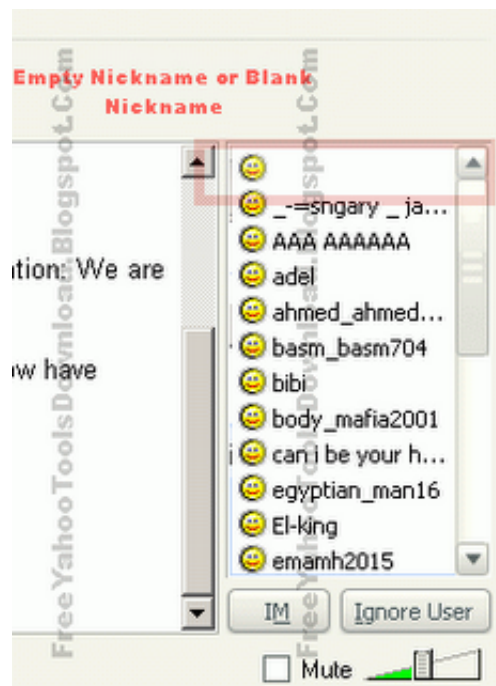 Empty Nickname or Blank
Nickname
_-=sngary _ ja...
AAA AAAAAA
ation: We are
adel
ahmed_ahmed...
basm_basm704
ow have
bibi
body_mafia2001
can i be your h...
egyptian_man16
El-king
emamh2015
IM
Ignore User
Mute
FreeYahooToolsDownload.Blogspot.Com
FreeYahooToolsDownload.Blogspot.Com